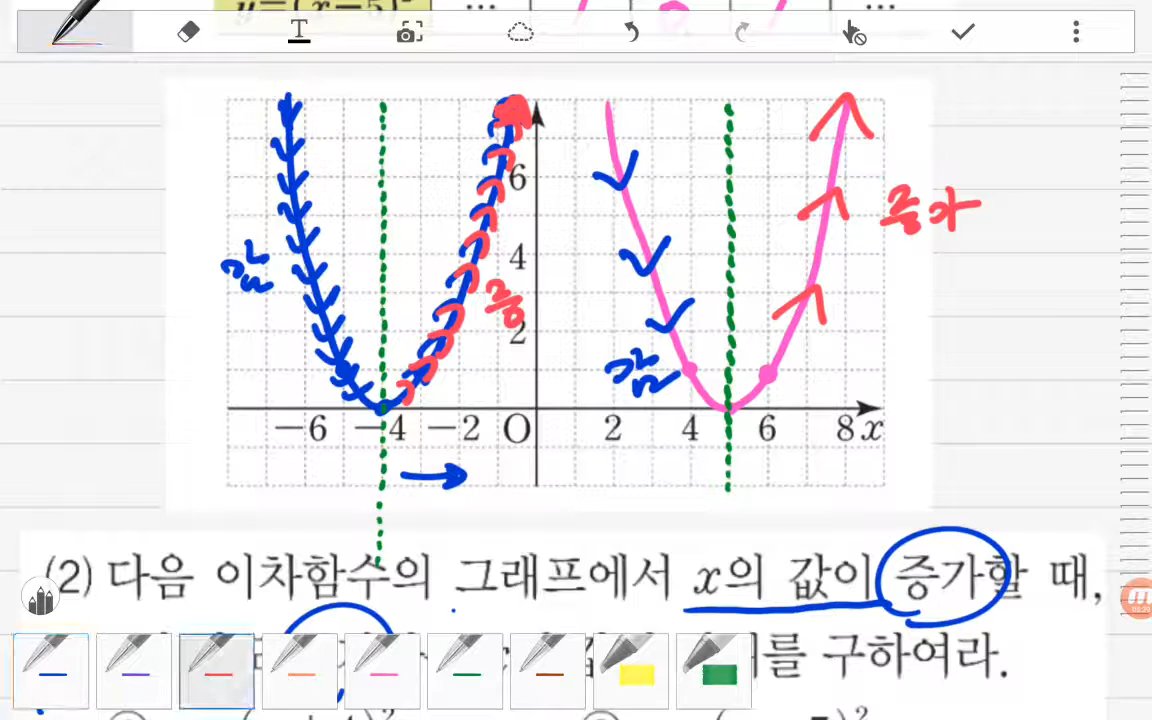 y=(x-5)²
...
...
T
6
4
2
-6 -4 -2 O 2 4 6 8 x
감
증
감
증가
(2) 다음 이차함수의 그래프에서 x의 값이 증가할 때,
를 구하여라.